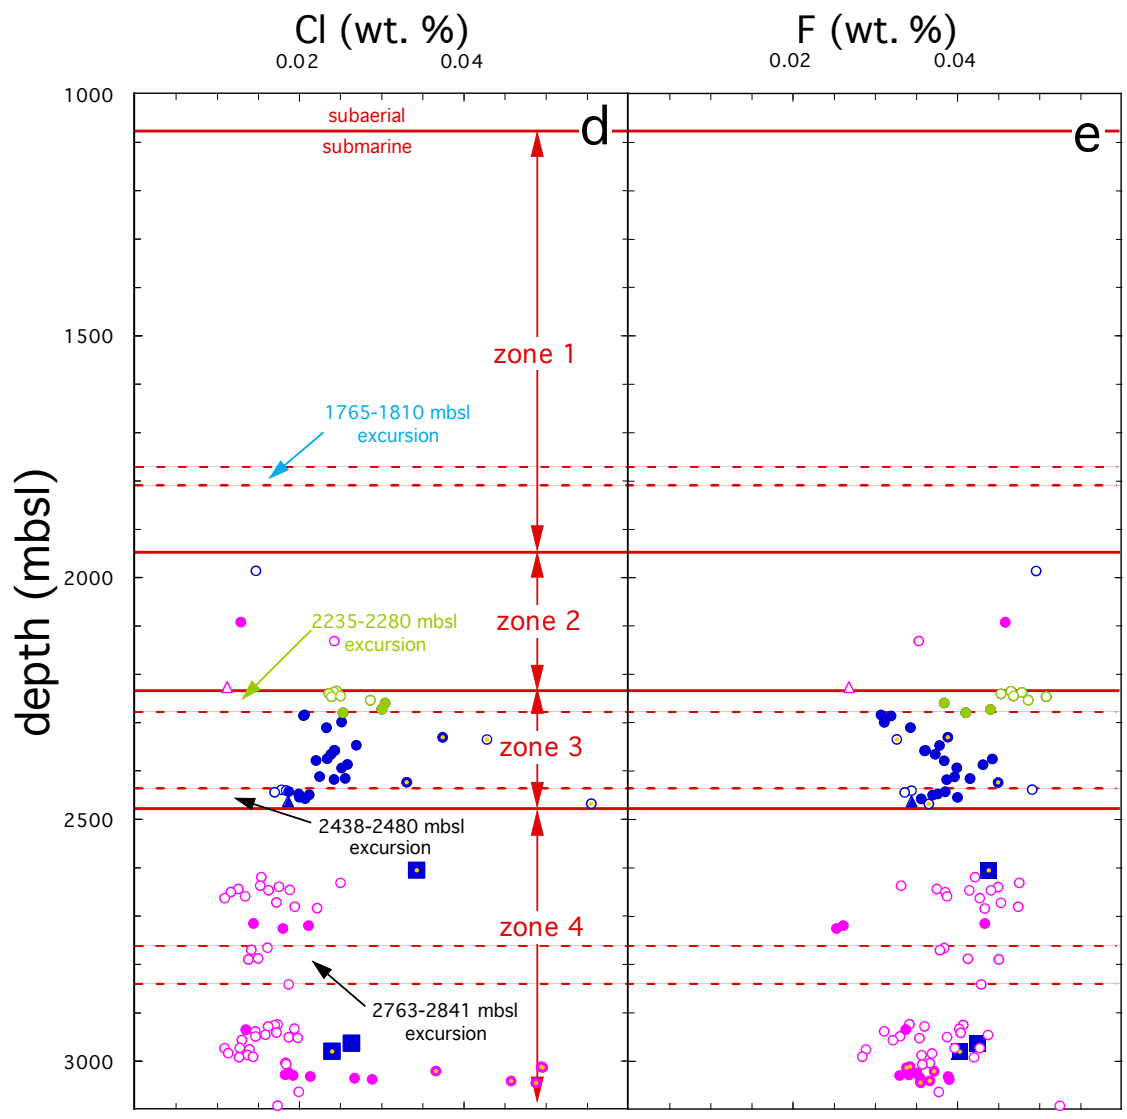 Cl (wt. %)
F (wt. %)
0.02
0.04
0.02
0.04
1000
subaerial
d
e
submarine
1500
zone 1
1765-1810 mbsl
excursion
depth (mbsl)
2000
2235-2280 mbsl
excursion
zone 2
zone 3
2500
2438-2480 mbsl
excursion
zone 4
2763-2841 mbsl
excursion
3000